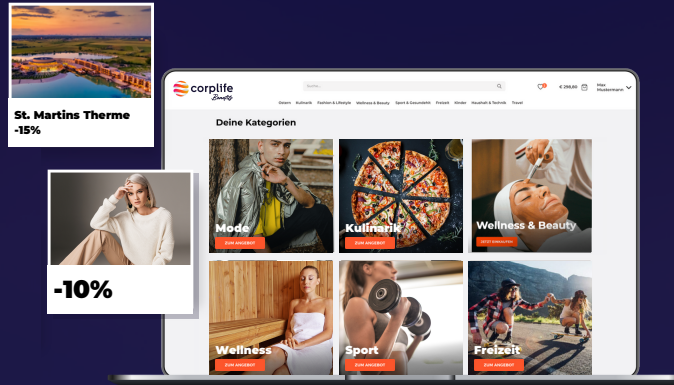 St. Martins Therme
-15%
-10%
corplife
Benefits
Suche...
€ 298,60
Max
Mustermann
Ostern Kulinarik Fashion & Lifestyle Wellness & Beauty Sport & Gesundheit Freizeit Kinder Haushalt & Technik Travel
Deine Kategorien
Mode
ZUM ANGEBOT
Kulinarik
ZUM ANGEBOT
Wellness & Beauty
JETZT EINKAUFEN
Wellness
ZUM ANGEBOT
Sport
ZUM ANGEBOT
Freizeit
ZUM ANGEBOT